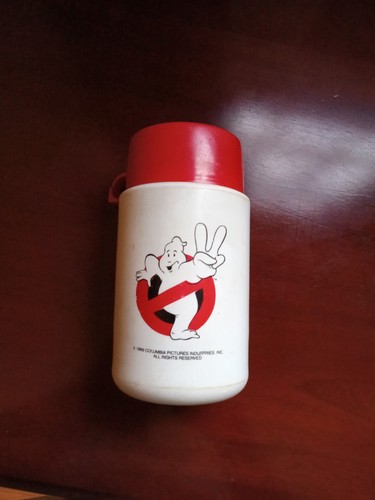 © 1989 COLUMBIA PICTURES INDUSTRIES, INC.
ALL RIGHTS RESERVED